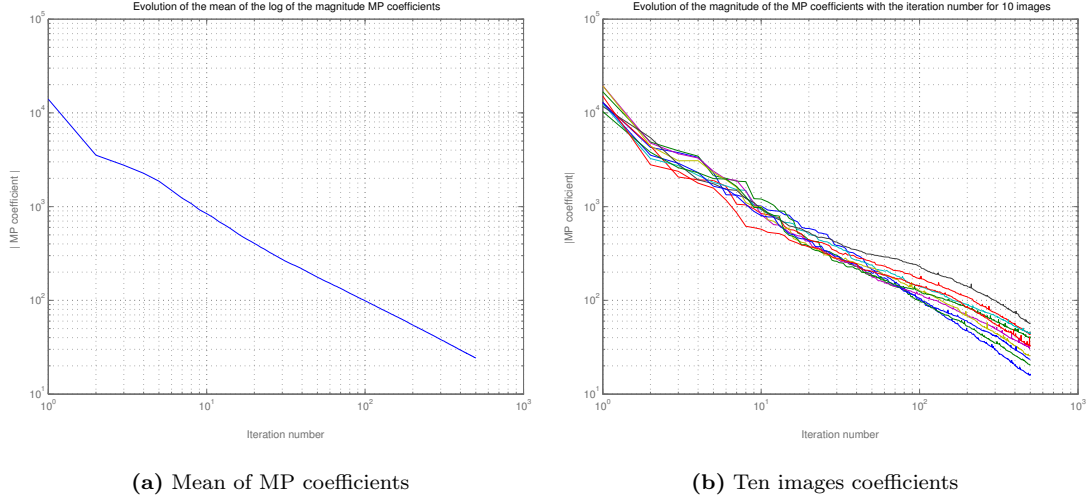 Evolution of the mean of the log of the magnitude MP coefficients
10^5
10^4
10^3
10^2
10^1
| MP coefficient |
10^0
10^1
10^2
10^3
Iteration number
(a) Mean of MP coefficients
Evolution of the magnitude of the MP coefficients with the iteration number for 10 images
10^5
10^4
10^3
10^2
10^1
|MP coefficient|
10^0
10^1
10^2
10^3
Iteration number
(b) Ten images coefficients